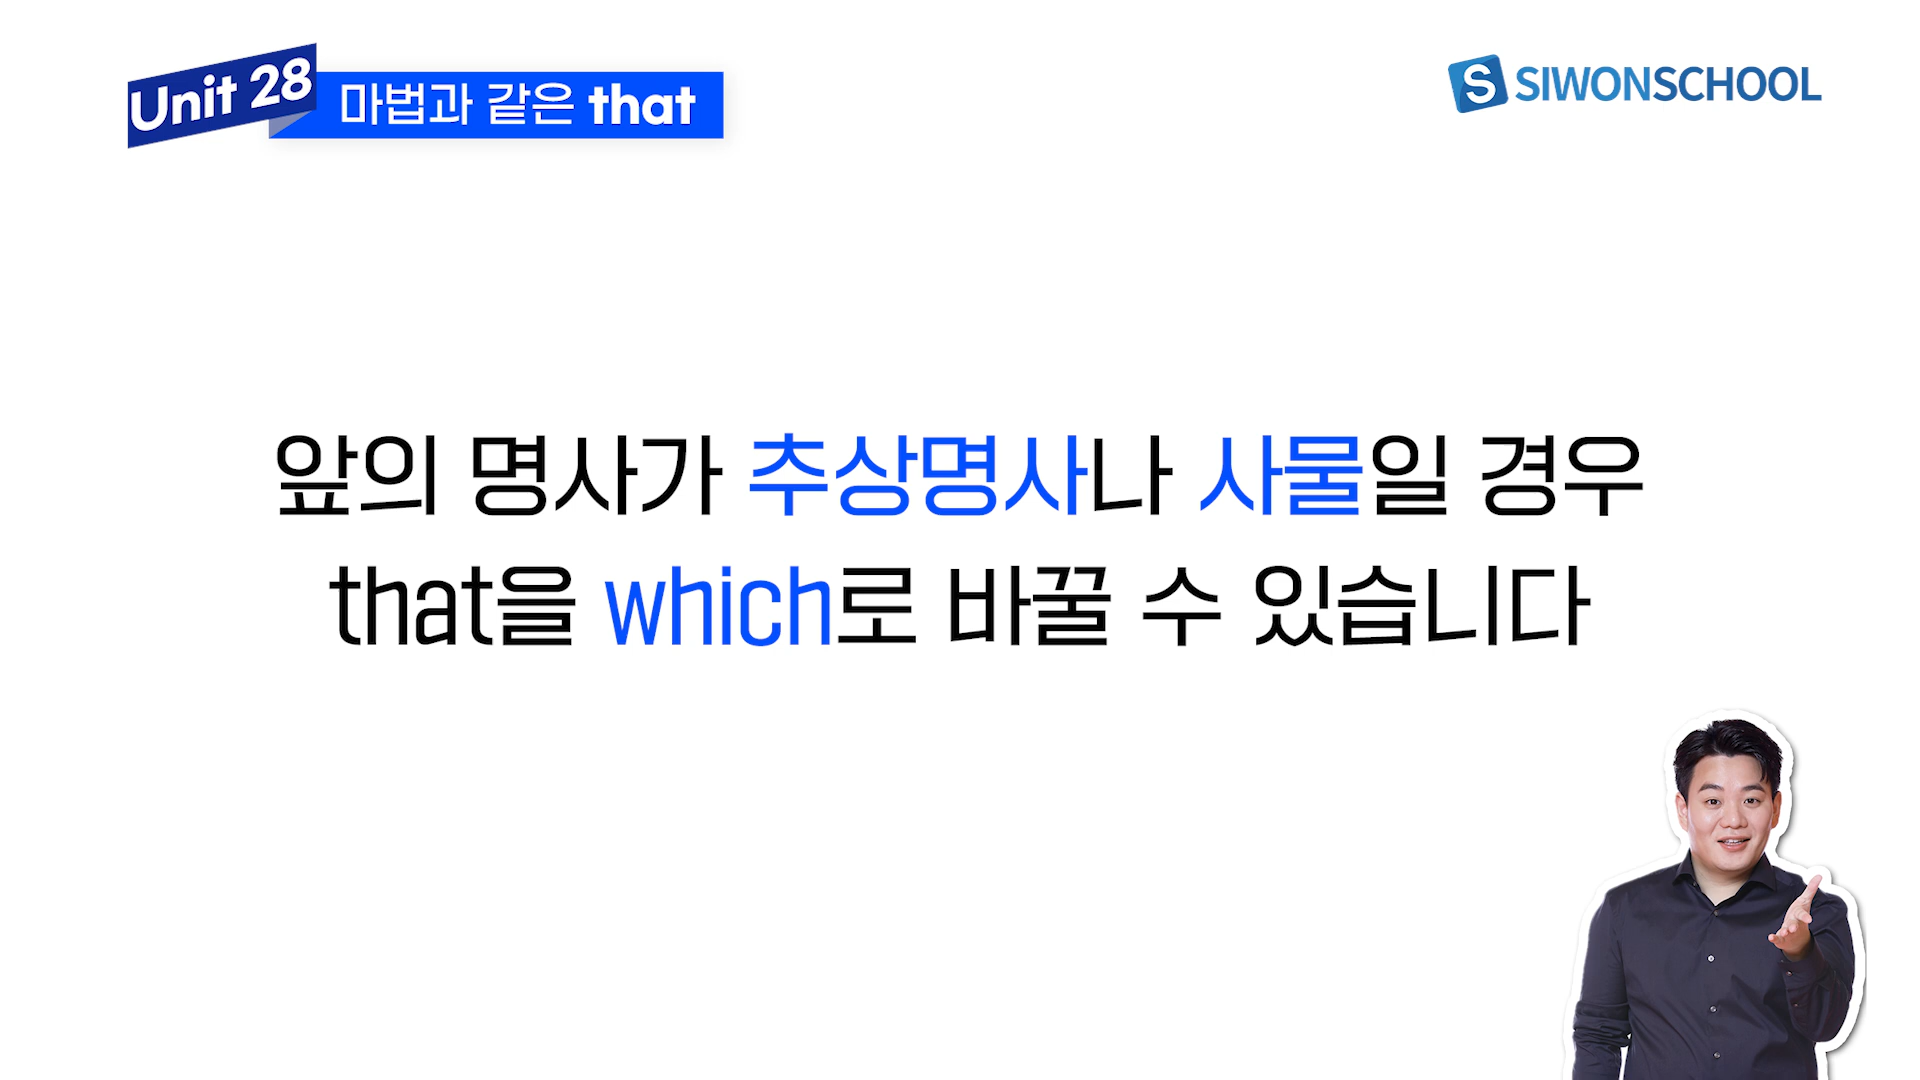 Unit 28
마법과 같은 that
S SIWONSCHOOL
앞의 명사가 추상명사나 사물일 경우
that을 which로 바꿀 수 있습니다